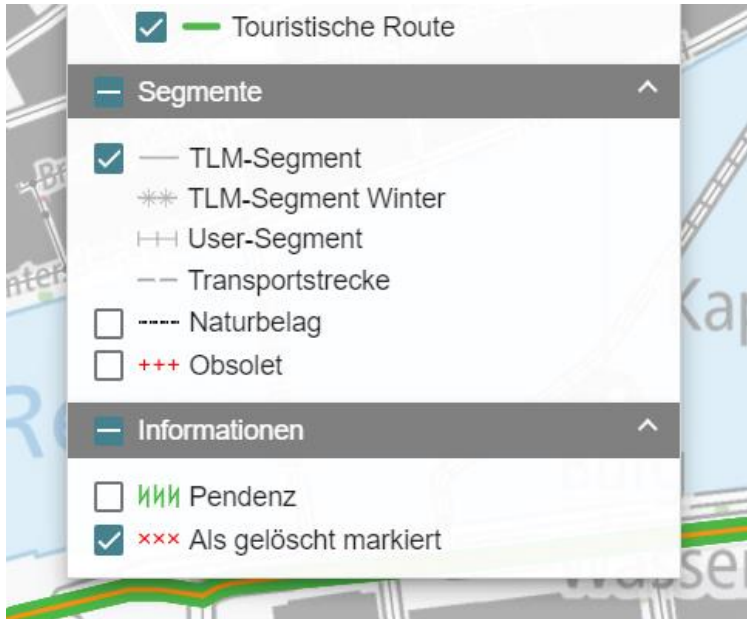 Touristische Route
Segmente
TLM-Segment
TLM-Segment Winter
User-Segment
Transportstrecke
Naturbelag
Obsolet
Informationen
Pendenz
Als gelöscht markiert